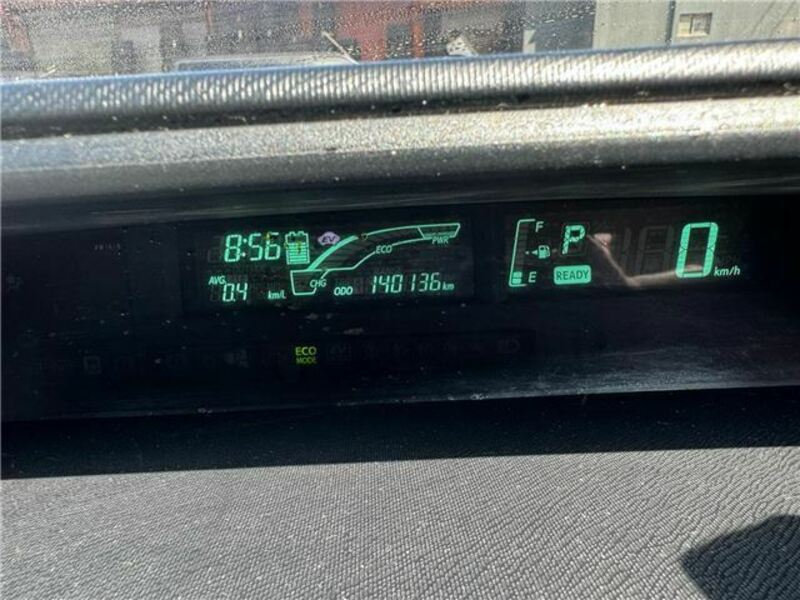 8:56
EV
PWR
ECO
AVG
0.4 km/L
CHG
ODO 140136 km
F
E
P
READY
0 km/h
ECO
MODE